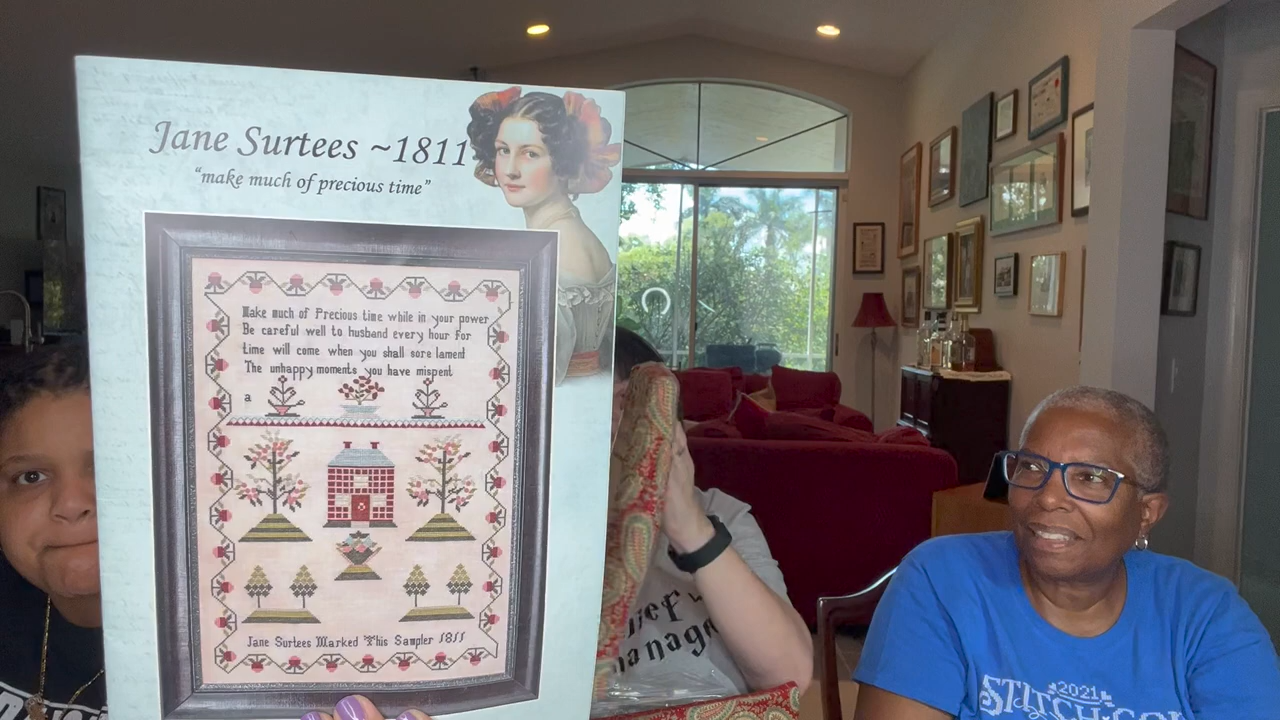 Jane Surtees ~1811
"make much of precious time"
Make much of Precious time while in your power
Be careful well to husband every hour for
time will come when you shall sore lament
The unhappy moments you have mispent
a
Jane Surtees Marked This Sampler 1811
manage
2021
STITCH